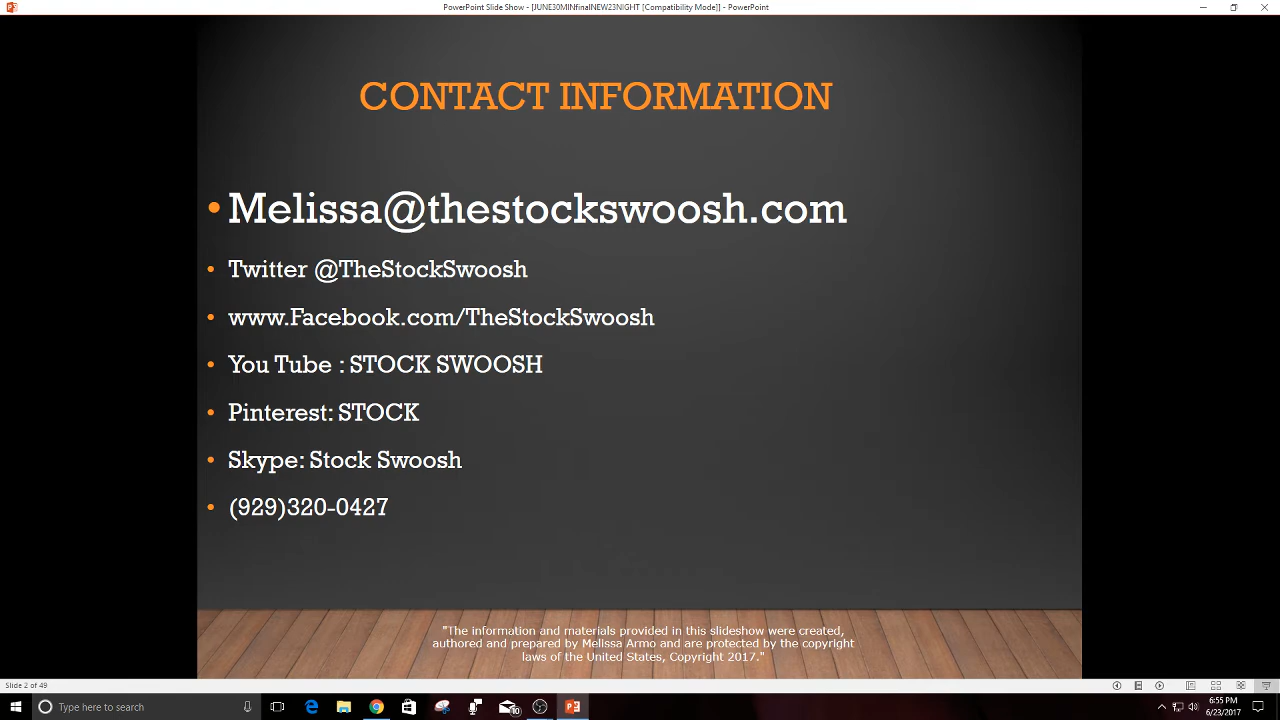 PowerPoint Slide Show - [JUNE30MINfinalNEW23NIGHT [Compatibility Mode]] - PowerPoint
CONTACT INFORMATION
• Melissa@thestockswoosh.com
• Twitter @TheStockSwoosh
• www.Facebook.com/TheStockSwoosh
• You Tube : STOCK SWOOSH
• Pinterest: STOCK
• Skype: Stock Swoosh
• (929)320-0427
"The information and materials provided in this slideshow were created,
authored and prepared by Melissa Armo and are protected by the copyright
laws of the United States, Copyright 2017."
Slide 2 of 49
Type here to search
6:55 PM
6/23/2017